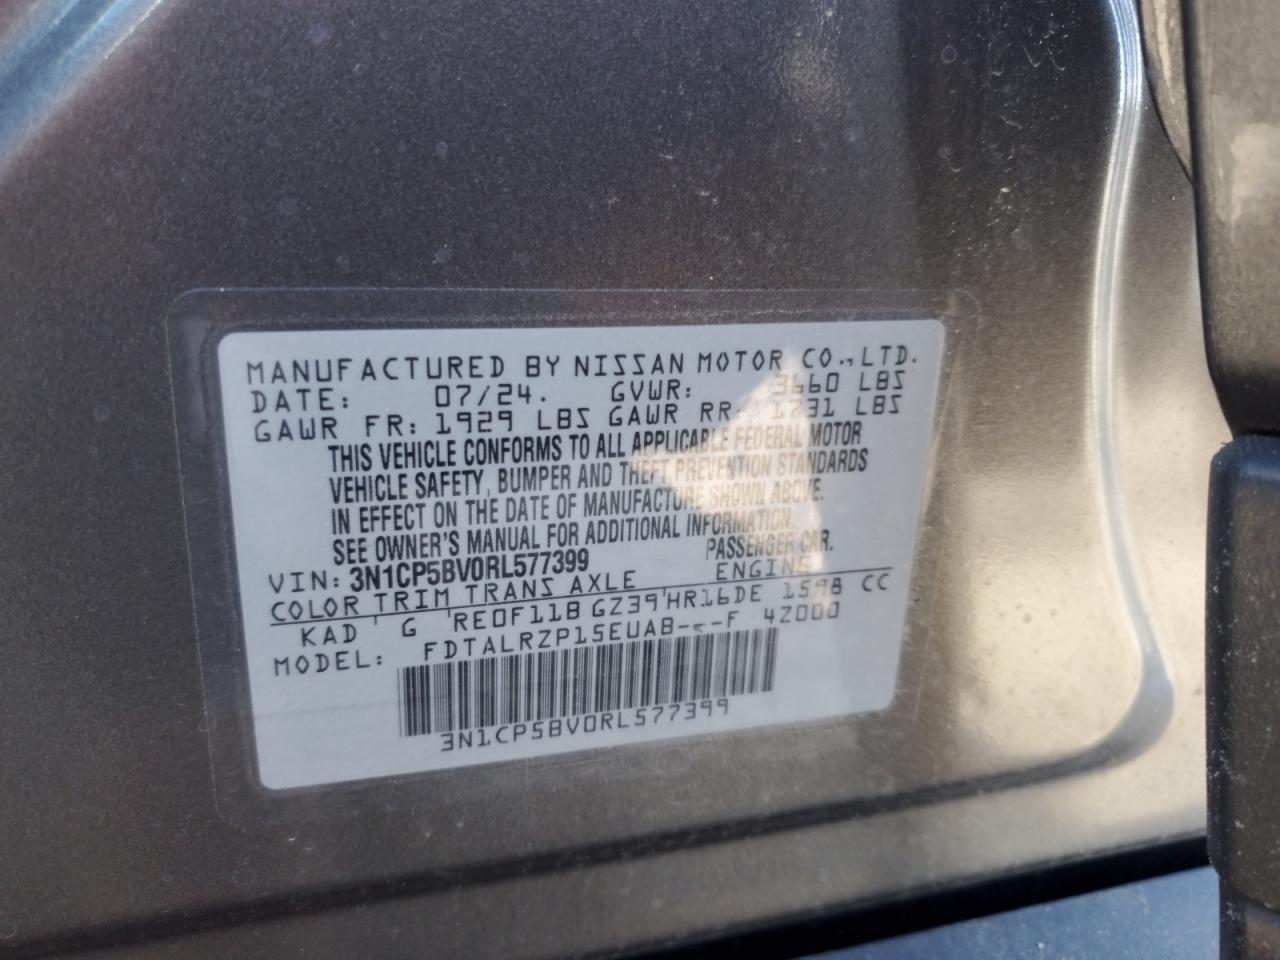 MANUFACTURED BY NISSAN MOTOR CO., LTD.
DATE: 07/24. GVWR: 3660 LBS
GAWR FR: 1929 LBS GAWR RR: 1731 LBS
THIS VEHICLE CONFORMS TO ALL APPLICABLE FEDERAL MOTOR
VEHICLE SAFETY, BUMPER AND THEFT PREVENTION STANDARDS
IN EFFECT ON THE DATE OF MANUFACTURE SHOWN ABOVE.
SEE OWNER'S MANUAL FOR ADDITIONAL INFORMATION.
VIN: 3N1CP5BV0RL577399 PASSENGER CAR.
COLOR TRIM TRANS AXLE ENGINE
KAD G RE0F11B GZ39 HR16DE 1598 CC
MODEL: FDTALRZP15EUAB---F 4Z000
3N1CP5BV0RL577399